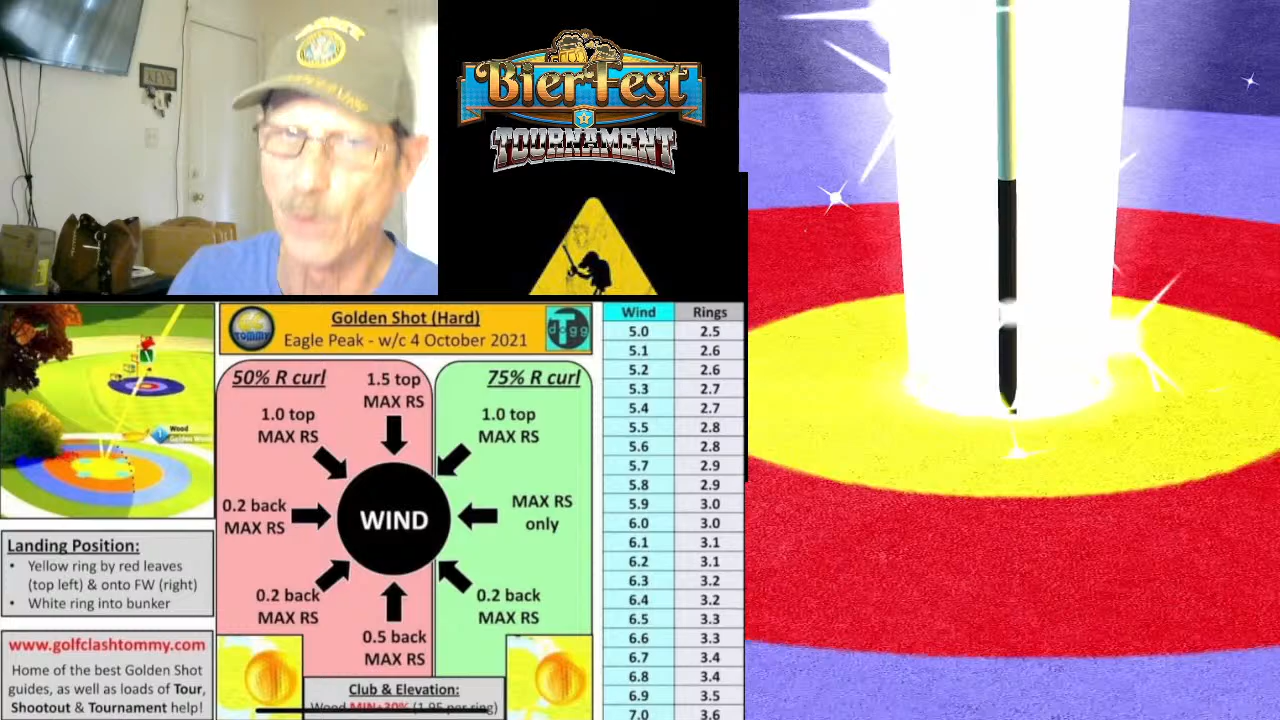 KEYS
BierFest
TOURNAMENT
Wood
Landing Position:
• Yellow ring by red leaves
(top left) & onto FW (right)
• White ring into bunker
www.golfclashtommy.com
Home of the best Golden Shot
guides, as well as loads of Tour,
Shootout & Tournament help!
TOMMY
Golden Shot (Hard)
Eagle Peak - w/c 4 October 2021
T
dogg
50% R curl
75% R curl
1.5 top
MAX RS
1.0 top
MAX RS
1.0 top
MAX RS
0.2 back
MAX RS
WIND
MAX RS
only
0.2 back
MAX RS
0.2 back
MAX RS
0.5 back
MAX RS
Club & Elevation:
Wood MIN+30% (1.95 per ring)
Wind Rings
5.0 2.5
5.1 2.6
5.2 2.6
5.3 2.7
5.4 2.7
5.5 2.8
5.6 2.8
5.7 2.9
5.8 2.9
5.9 3.0
6.0 3.0
6.1 3.1
6.2 3.1
6.3 3.2
6.4 3.2
6.5 3.3
6.6 3.3
6.7 3.4
6.8 3.4
6.9 3.5
7.0 3.6